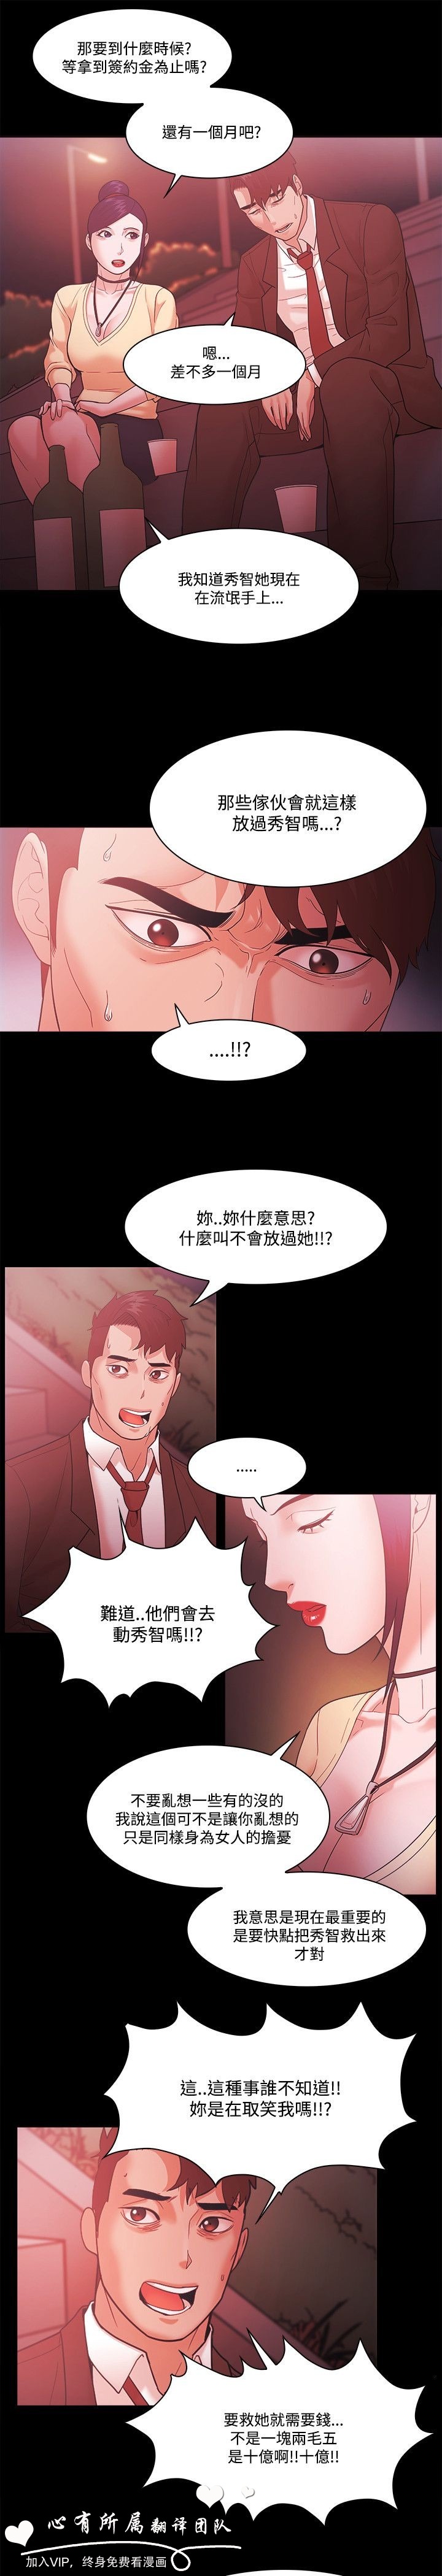 那要到什麼時候?
等拿到簽約金為止嗎?
還有一個月吧?
嗯...
差不多一個月
我知道秀智她現在
在流氓手上...
那些傢伙會就這樣
放過秀智嗎...?
....!!?
妳..妳什麼意思?
什麼叫不會放過她!!?
.....
難道..他們會去
動秀智嗎!!?
不要亂想一些有的沒的
我說這個可不是讓你亂想的
只是同樣身為女人的擔憂
我意思是現在最重要的
是要快點把秀智救出來
才對
這..這種事誰不知道!!
妳是在取笑我嗎!!?
要救她就需要錢...
不是一塊兩毛五
是十億啊!!十億!!
心有所属翻译团队
加入VIP，终身免费看漫画